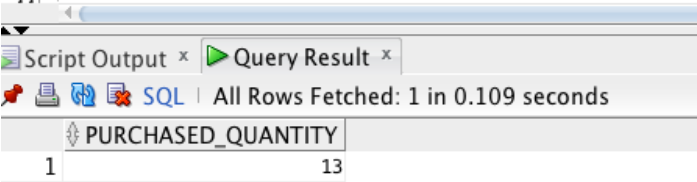 Script Output × Query Result ×
SQL | All Rows Fetched: 1 in 0.109 seconds
PURCHASED_QUANTITY
1 13